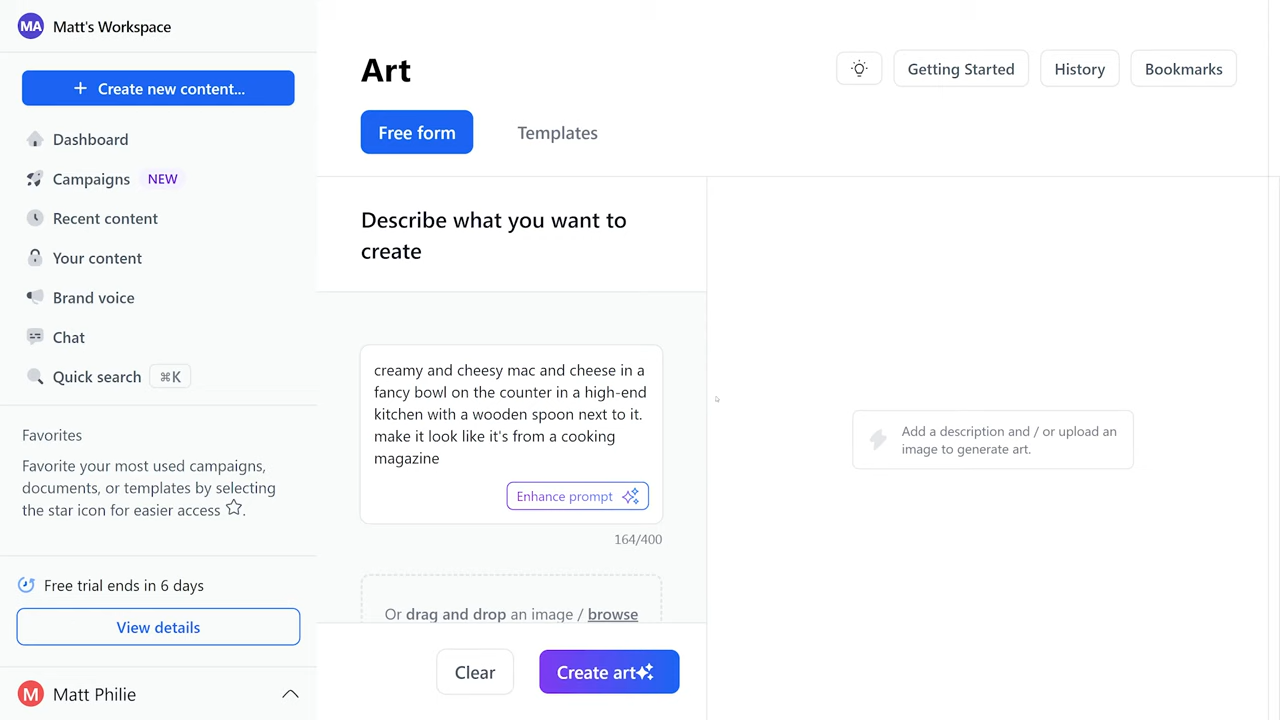 MA Matt's Workspace
+ Create new content...
Dashboard
Campaigns NEW
Recent content
Your content
Brand voice
Chat
Quick search ⌘K
Favorites
Favorite your most used campaigns,
documents, or templates by selecting
the star icon for easier access ☆.
Free trial ends in 6 days
View details
M Matt Philie
Art
Getting Started
History
Bookmarks
Free form
Templates
Describe what you want to
create
creamy and cheesy mac and cheese in a
fancy bowl on the counter in a high-end
kitchen with a wooden spoon next to it.
make it look like it's from a cooking
magazine
Enhance prompt
164/400
Or drag and drop an image / browse
Clear
Create art
Add a description and / or upload an
image to generate art.